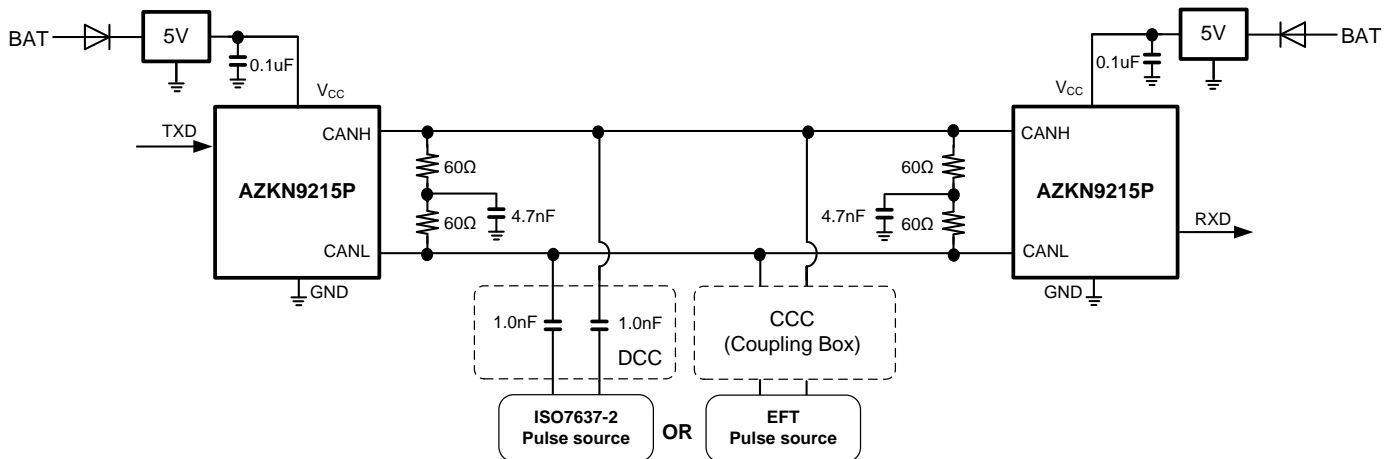 BAT
5V
0.1uF
VCC
TXD
CANH
AZKN9215P
CANL
GND
60Ω
60Ω
4.7nF
1.0nF
1.0nF
DCC
ISO7637-2
Pulse source
OR
CCC
(Coupling Box)
EFT
Pulse source
60Ω
60Ω
4.7nF
5V
BAT
0.1uF
VCC
CANH
AZKN9215P
CANL
RXD
GND